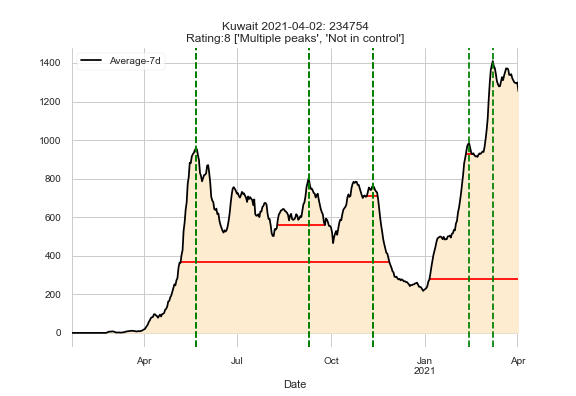 Kuwait 2021-04-02: 234754
Rating:8 ['Multiple peaks', 'Not in control']
Average-7d
1400
1200
1000
800
600
400
200
0
Apr
Jul
Oct
Jan
2021
Apr
Date